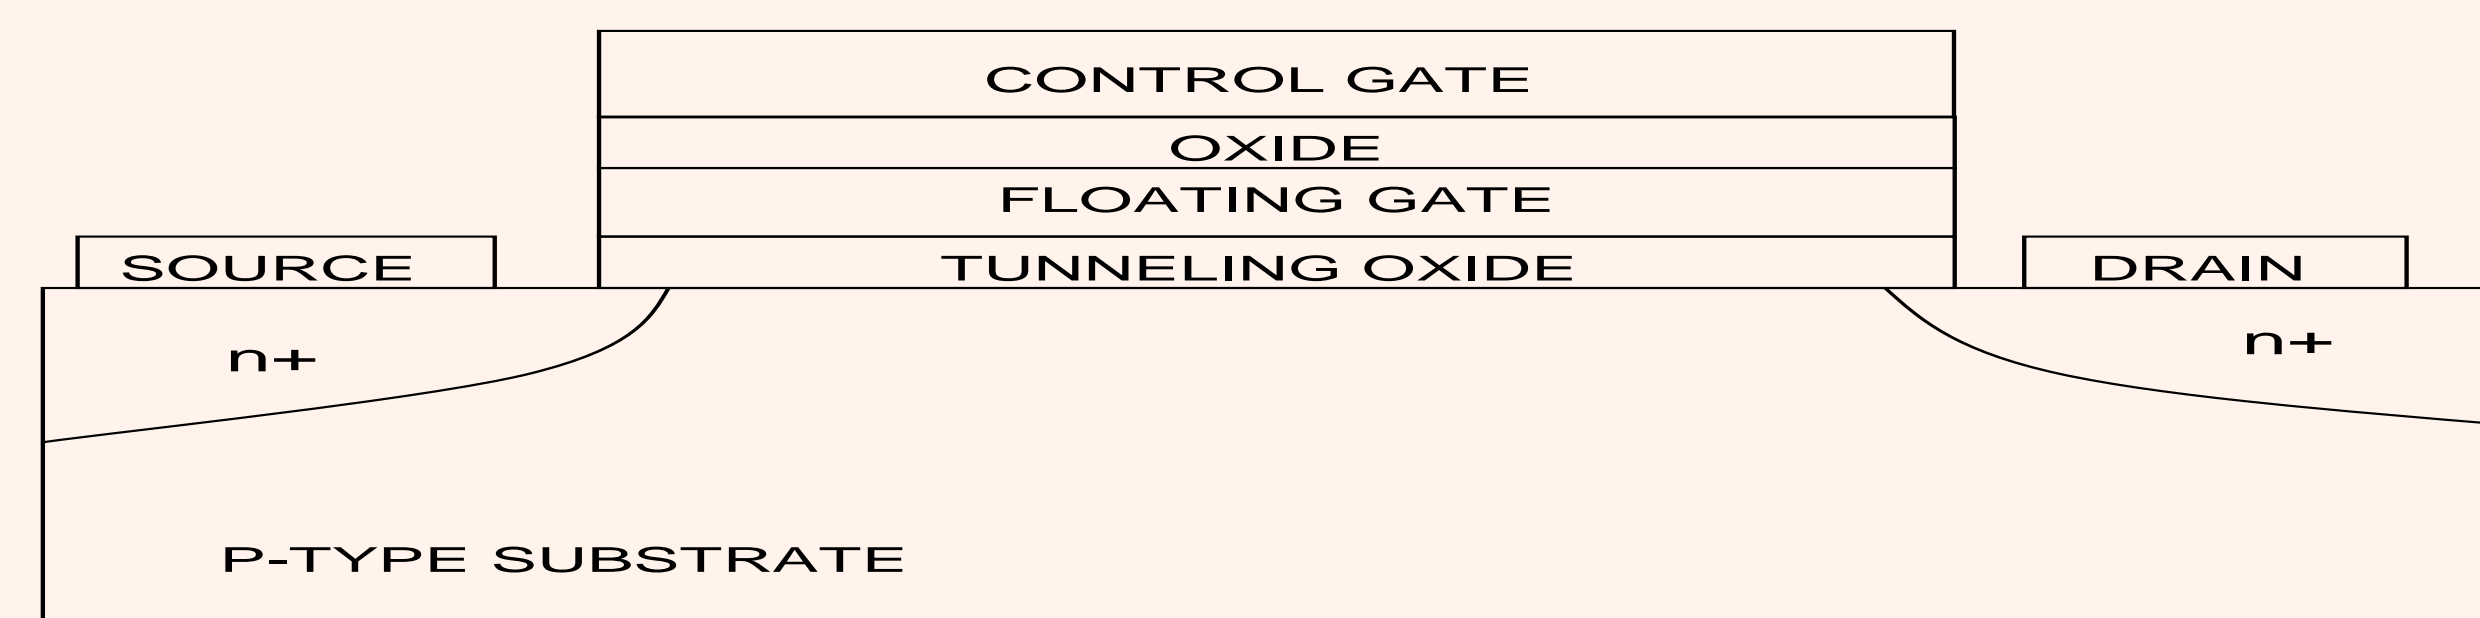 CONTROL GATE
OXIDE
FLOATING GATE
SOURCE
TUNNELING OXIDE
DRAIN
n+
n+
P-TYPE SUBSTRATE